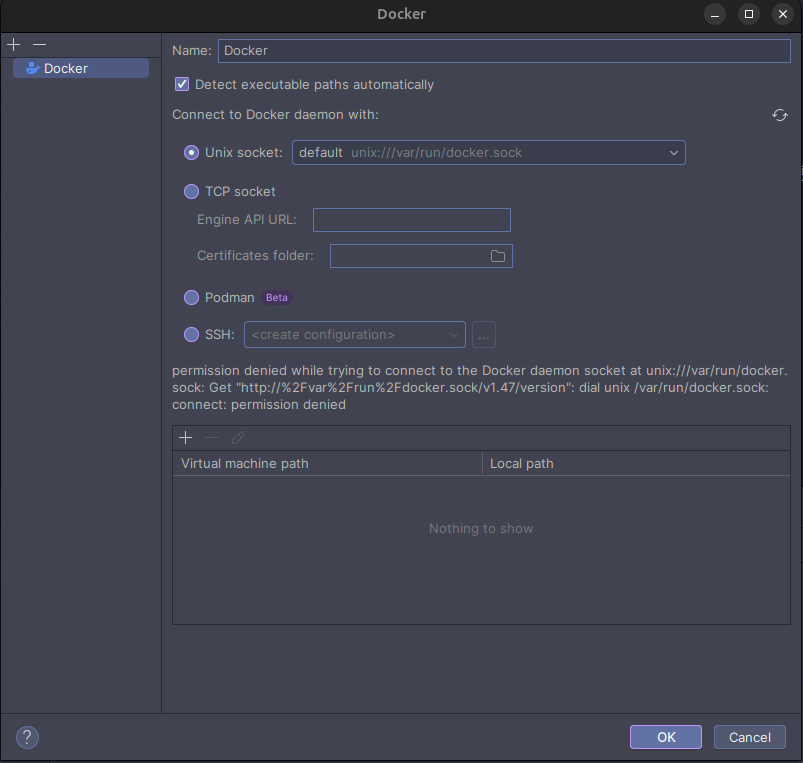 Docker
Docker
Name: Docker
Detect executable paths automatically
Connect to Docker daemon with:
Unix socket: default unix:///var/run/docker.sock
TCP socket
Engine API URL:
Certificates folder:
Podman Beta
SSH: <create configuration> ...
permission denied while trying to connect to the Docker daemon socket at unix:///var/run/docker.
sock: Get "http://%2Fvar%2Frun%2Fdocker.sock/v1.47/version": dial unix /var/run/docker.sock:
connect: permission denied
Virtual machine path Local path
Nothing to show
? OK Cancel